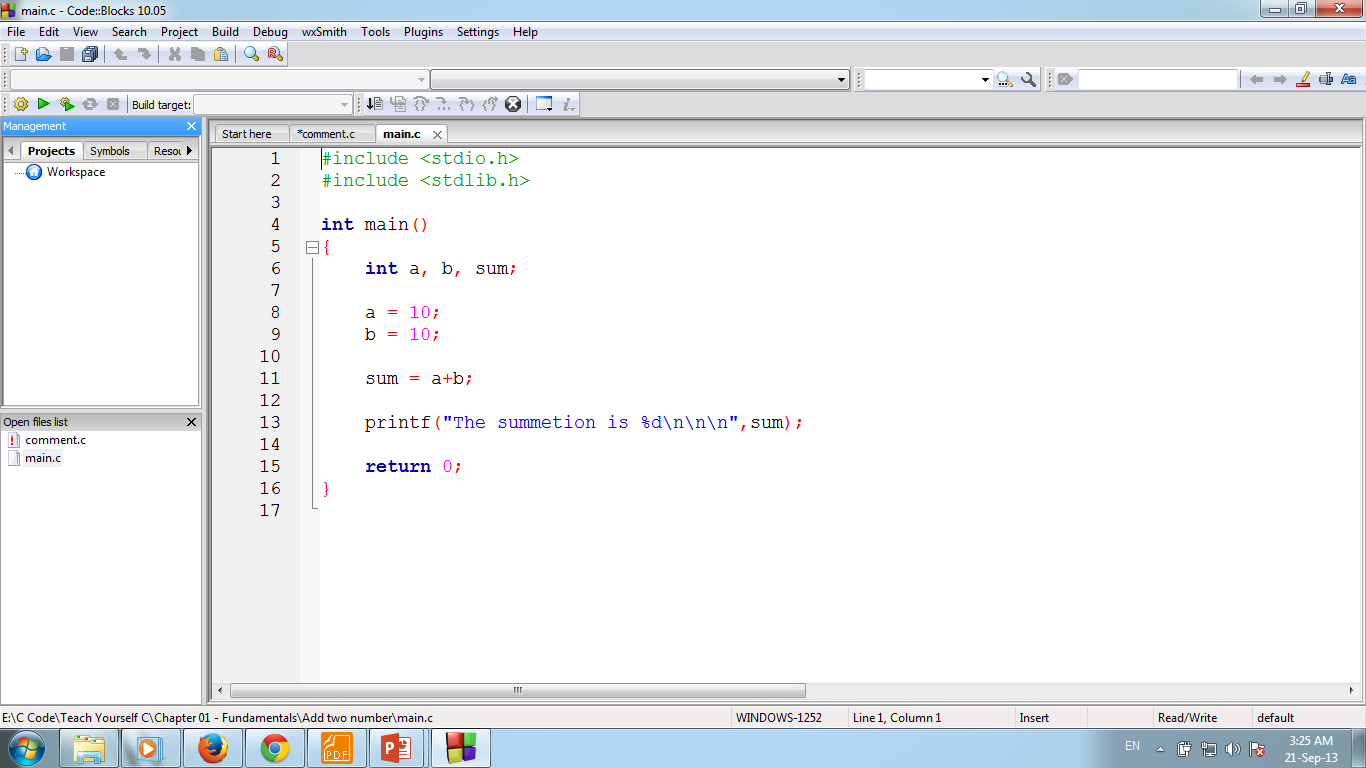 main.c - Code::Blocks 10.05
File Edit View Search Project Build Debug wxSmith Tools Plugins Settings Help
Build target:
Management
Projects Symbols Resou
Workspace
Open files list
comment.c
main.c
Start here *comment.c main.c
1 #include <stdio.h>
2 #include <stdlib.h>
3
4 int main()
5 {
6 int a, b, sum;
7
8 a = 10;
9 b = 10;
10
11 sum = a+b;
12
13 printf("The summetion is %d\n\n\n",sum);
14
15 return 0;
16 }
17
E:\C Code\Teach Yourself C\Chapter 01 - Fundamentals\Add two number\main.c WINDOWS-1252 Line 1, Column 1 Insert Read/Write default
PDF P EN 3:25 AM
21-Sep-13